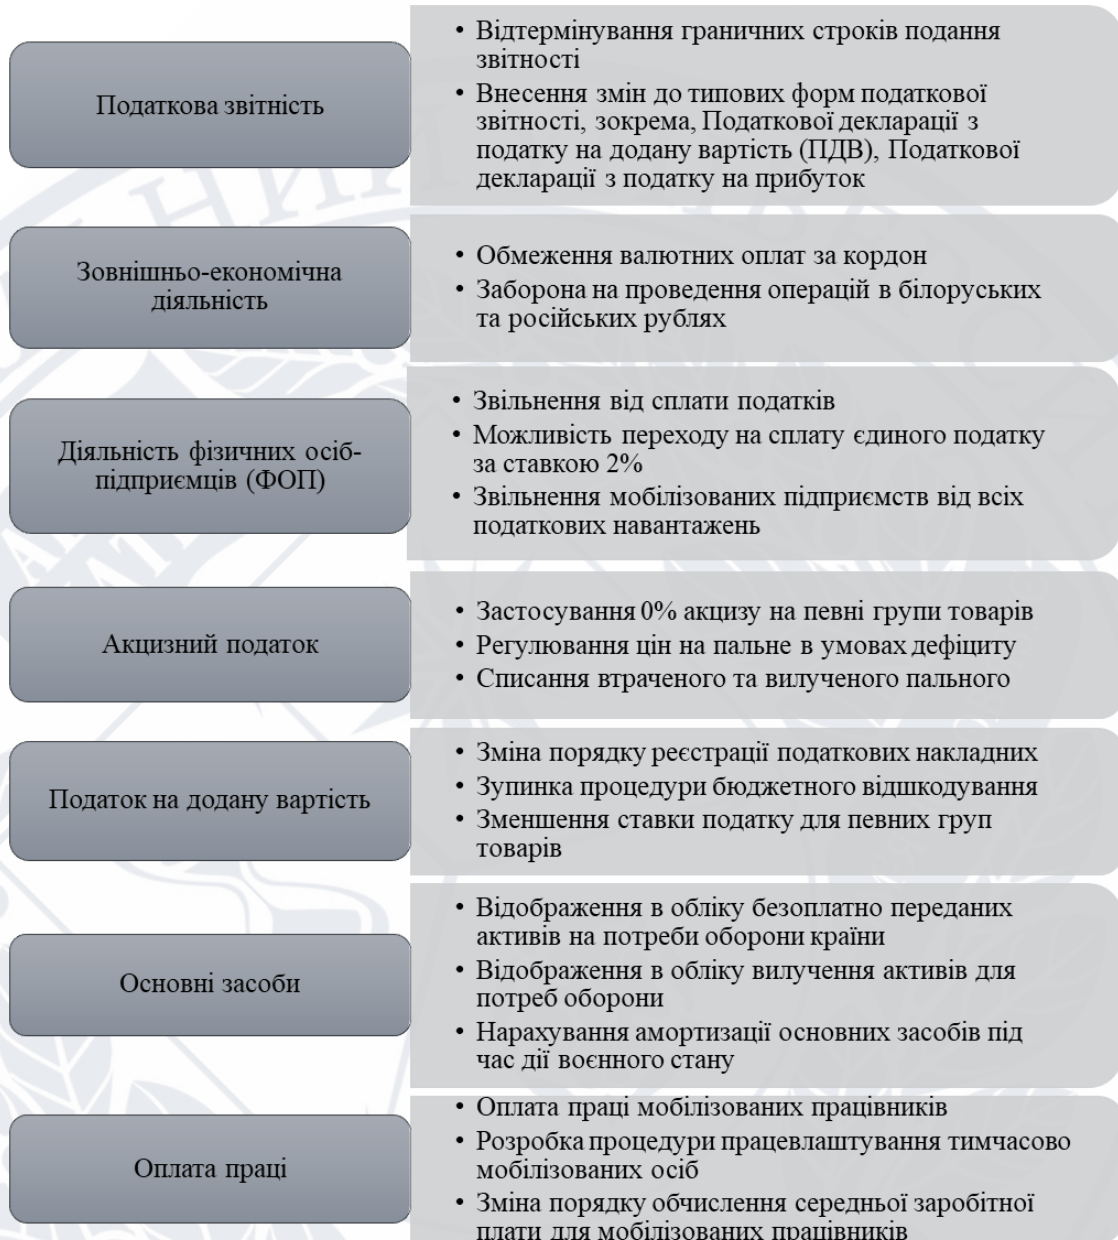 Податкова звітність
• Відтермінування граничних строків подання
звітності
• Внесення змін до типових форм податкової
звітності, зокрема, Податкової декларації з
податку на додану вартість (ПДВ), Податкової
декларації з податку на прибуток
Зовнішньо-економічна
діяльність
• Обмеження валютних оплат за кордон
• Заборона на проведення операцій в білоруських
та російських рублях
Діяльність фізичних осіб-
підприємців (ФОП)
• Звільнення від сплати податків
• Можливість переходу на сплату єдиного податку
за ставкою 2%
• Звільнення мобілізованих підприємств від всіх
податкових навантажень
Акцизний податок
• Застосування 0% акцизу на певні групи товарів
• Регулювання цін на пальне в умовах дефіциту
• Списання втраченого та вилученого пального
Податок на додану вартість
• Зміна порядку реєстрації податкових накладних
• Зупинка процедури бюджетного відшкодування
• Зменшення ставки податку для певних груп
товарів
Основні засоби
• Відображення в обліку безоплатно переданих
активів на потреби оборони країни
• Відображення в обліку вилучення активів для
потреб оборони
• Нарахування амортизації основних засобів під
час дії воєнного стану
Оплата праці
• Оплата праці мобілізованих працівників
• Розробка процедури працевлаштування тимчасово
мобілізованих осіб
• Зміна порядку обчислення середньої заробітної
плати для мобілізованих працівників